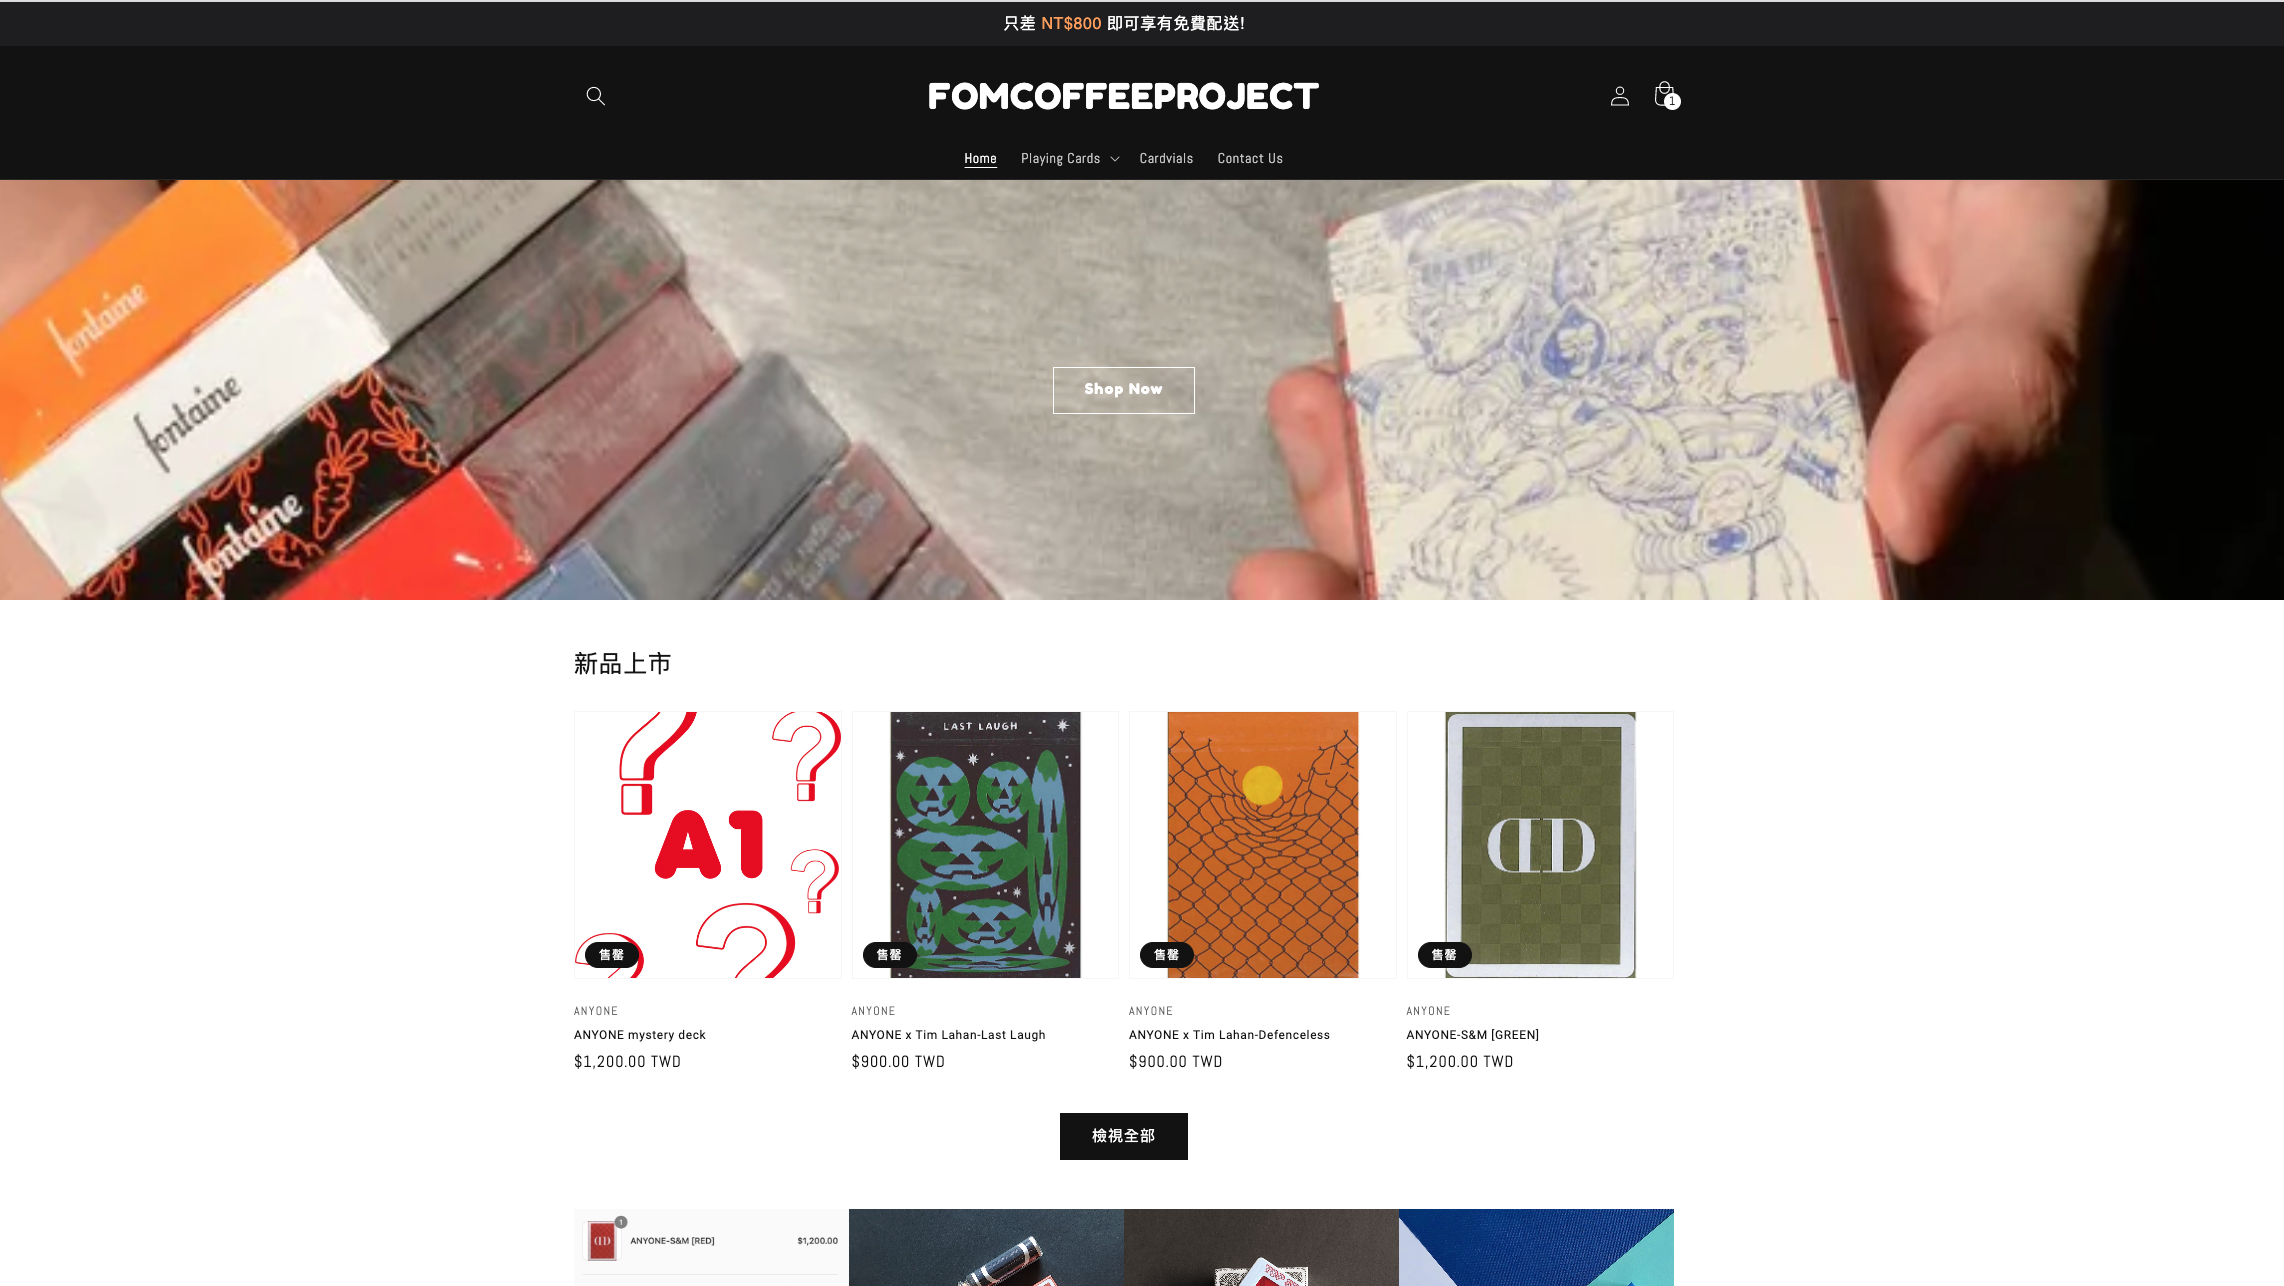 只差 NT$800 即可享有免費配送!
FOMCOFFEEPROJECT
1
Home Playing Cards Cardvials Contact Us
fontaine
fontaine
fontaine
Shop Now
新品上市
A1
售罄
LAST LAUGH
售罄
售罄
售罄
ANYONE
ANYONE mystery deck
$1,200.00 TWD
ANYONE
ANYONE x Tim Lahan-Last Laugh
$900.00 TWD
ANYONE
ANYONE x Tim Lahan-Defenceless
$900.00 TWD
ANYONE
ANYONE-S&M [GREEN]
$1,200.00 TWD
檢視全部
1
ANYONE-S&M [RED] $1,200.00